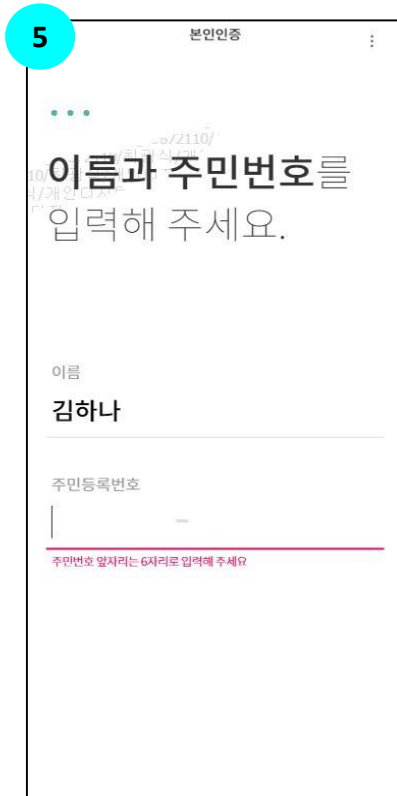 5
본인인증
이름과 주민번호를
입력해 주세요.
이름
김하나
주민등록번호
-
주민번호 앞자리는 6자리로 입력해 주세요